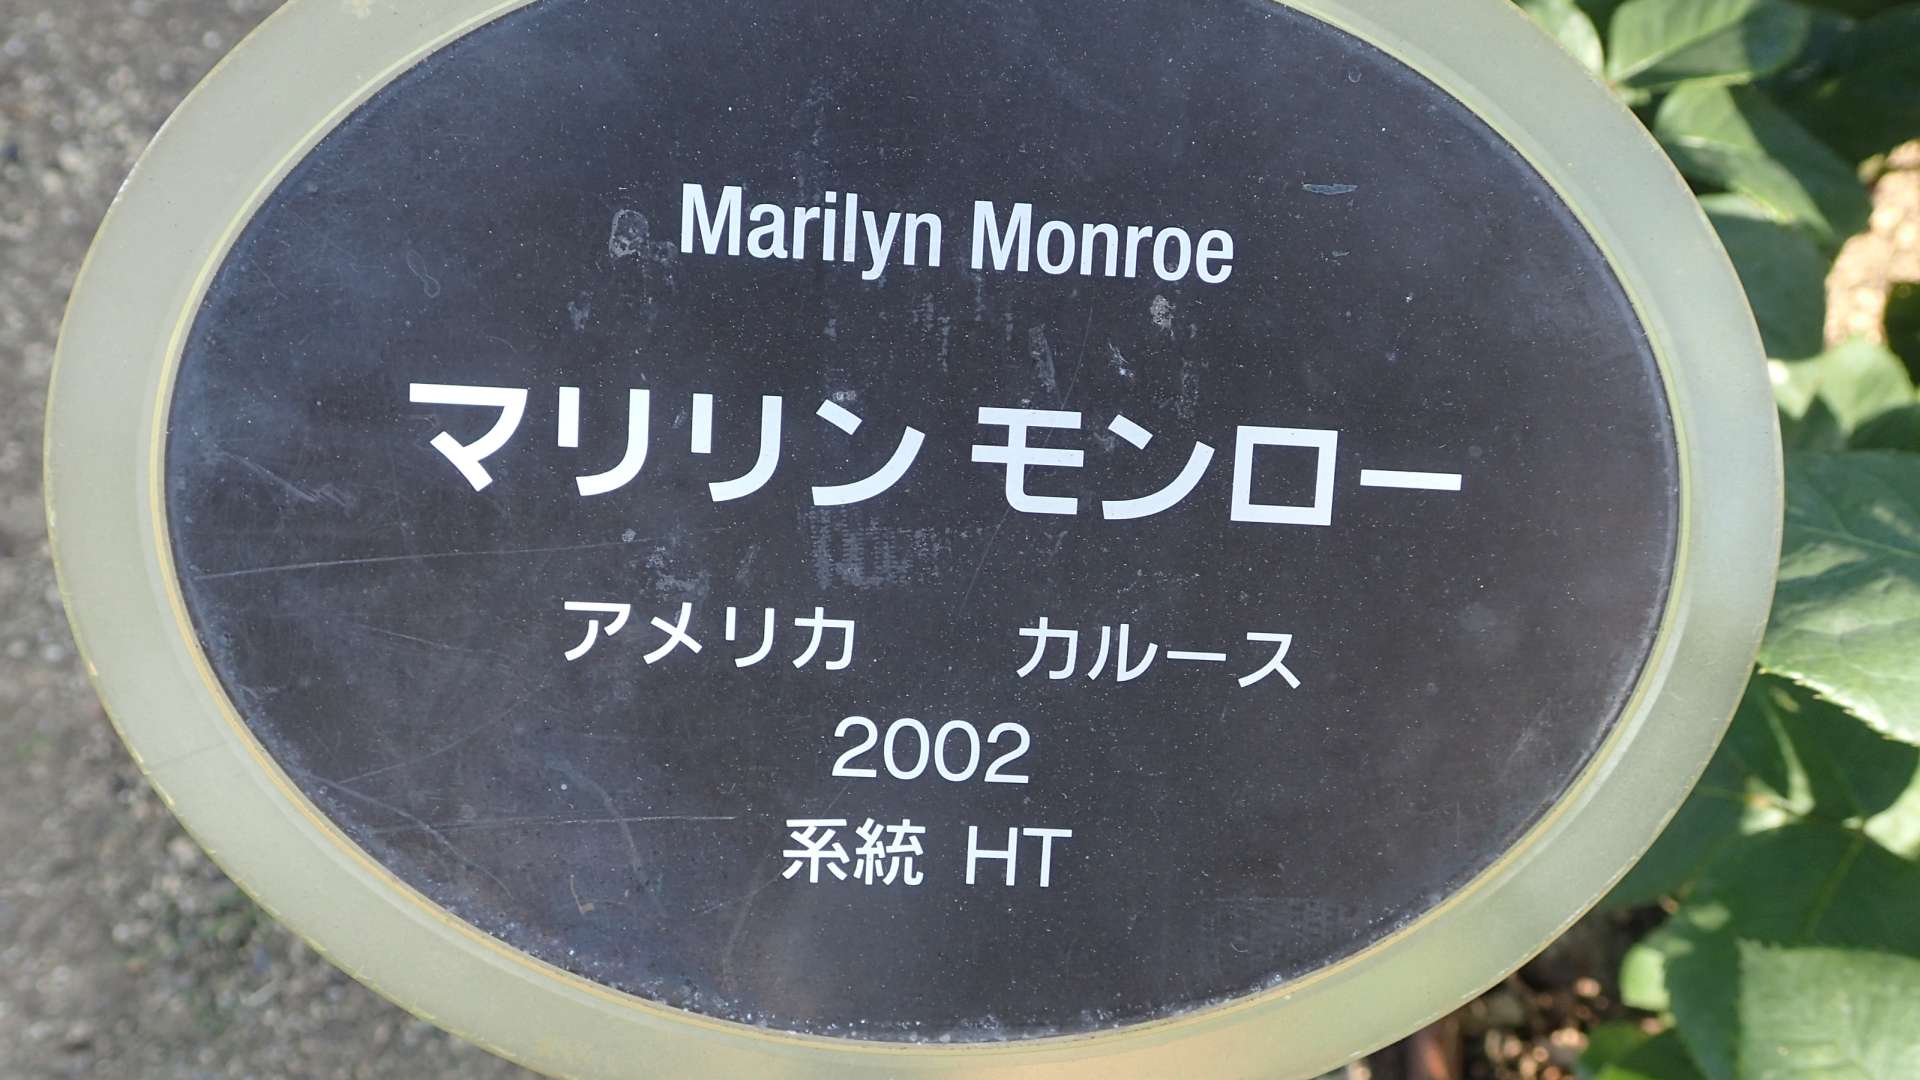 Marilyn Monroe
マリリン モンロー
アメリカ　カルース
2002
系統 HT